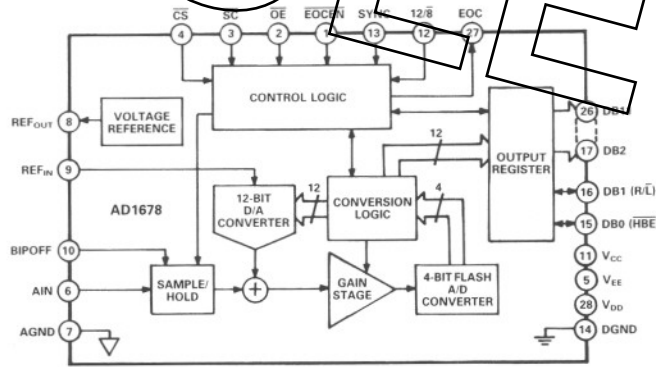 CS SC OE EOCEN SYNC 12/8 EOC
4 3 2 1 13 12 27
CONTROL LOGIC
REFOUT 8
VOLTAGE REFERENCE
REFIN 9
AD1678
12-BIT D/A CONVERTER
12
CONVERSION LOGIC
12
4
OUTPUT REGISTER
26
17 DB2
16 DB1 (R/L)
15 DB0 (HBE
11 VCC
5 VEE
28 VDD
14 DGND
BIPOFF 10
AIN 6
AGND 7
SAMPLE/HOLD
+
GAIN STAGE
4-BIT FLASH A/D CONVERTER